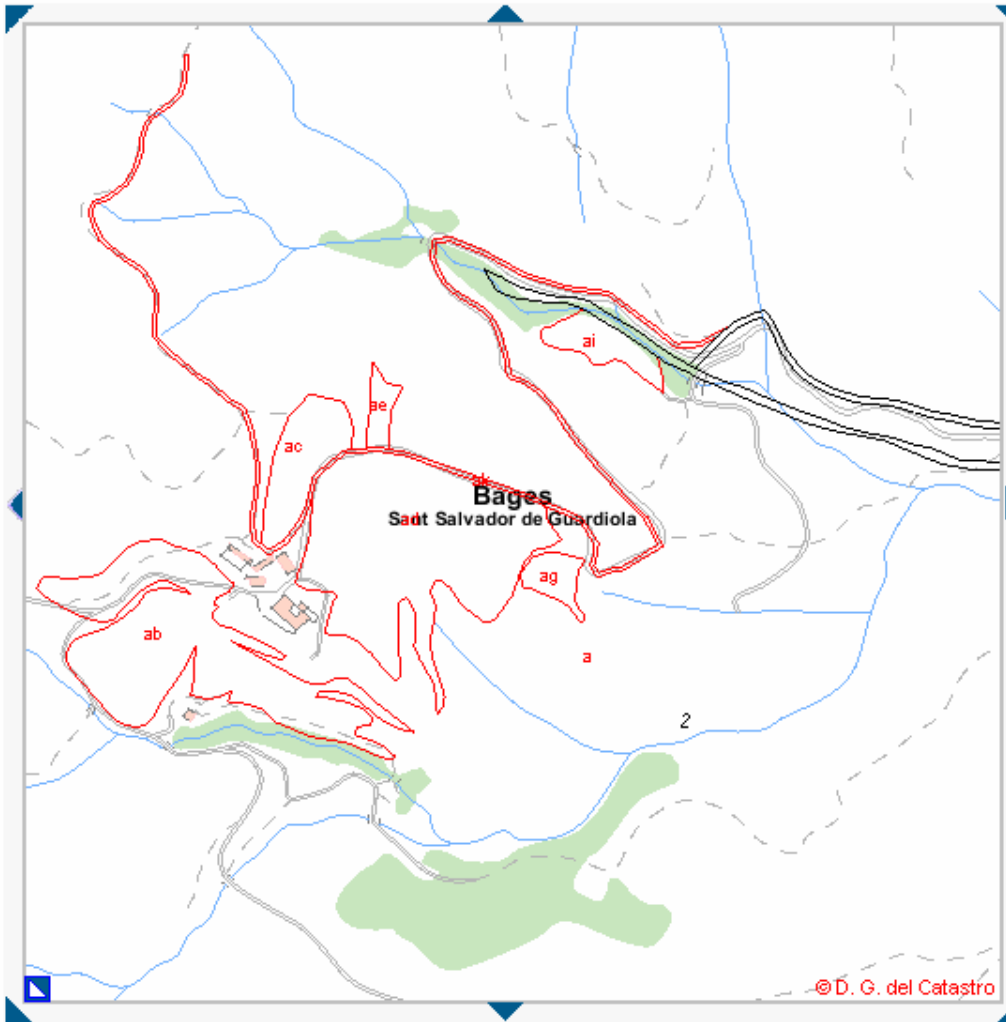 ai
ae
ac
Bages
Sant Salvador de Guardiola
ag
ab
a
2
© D. G. del Catastro